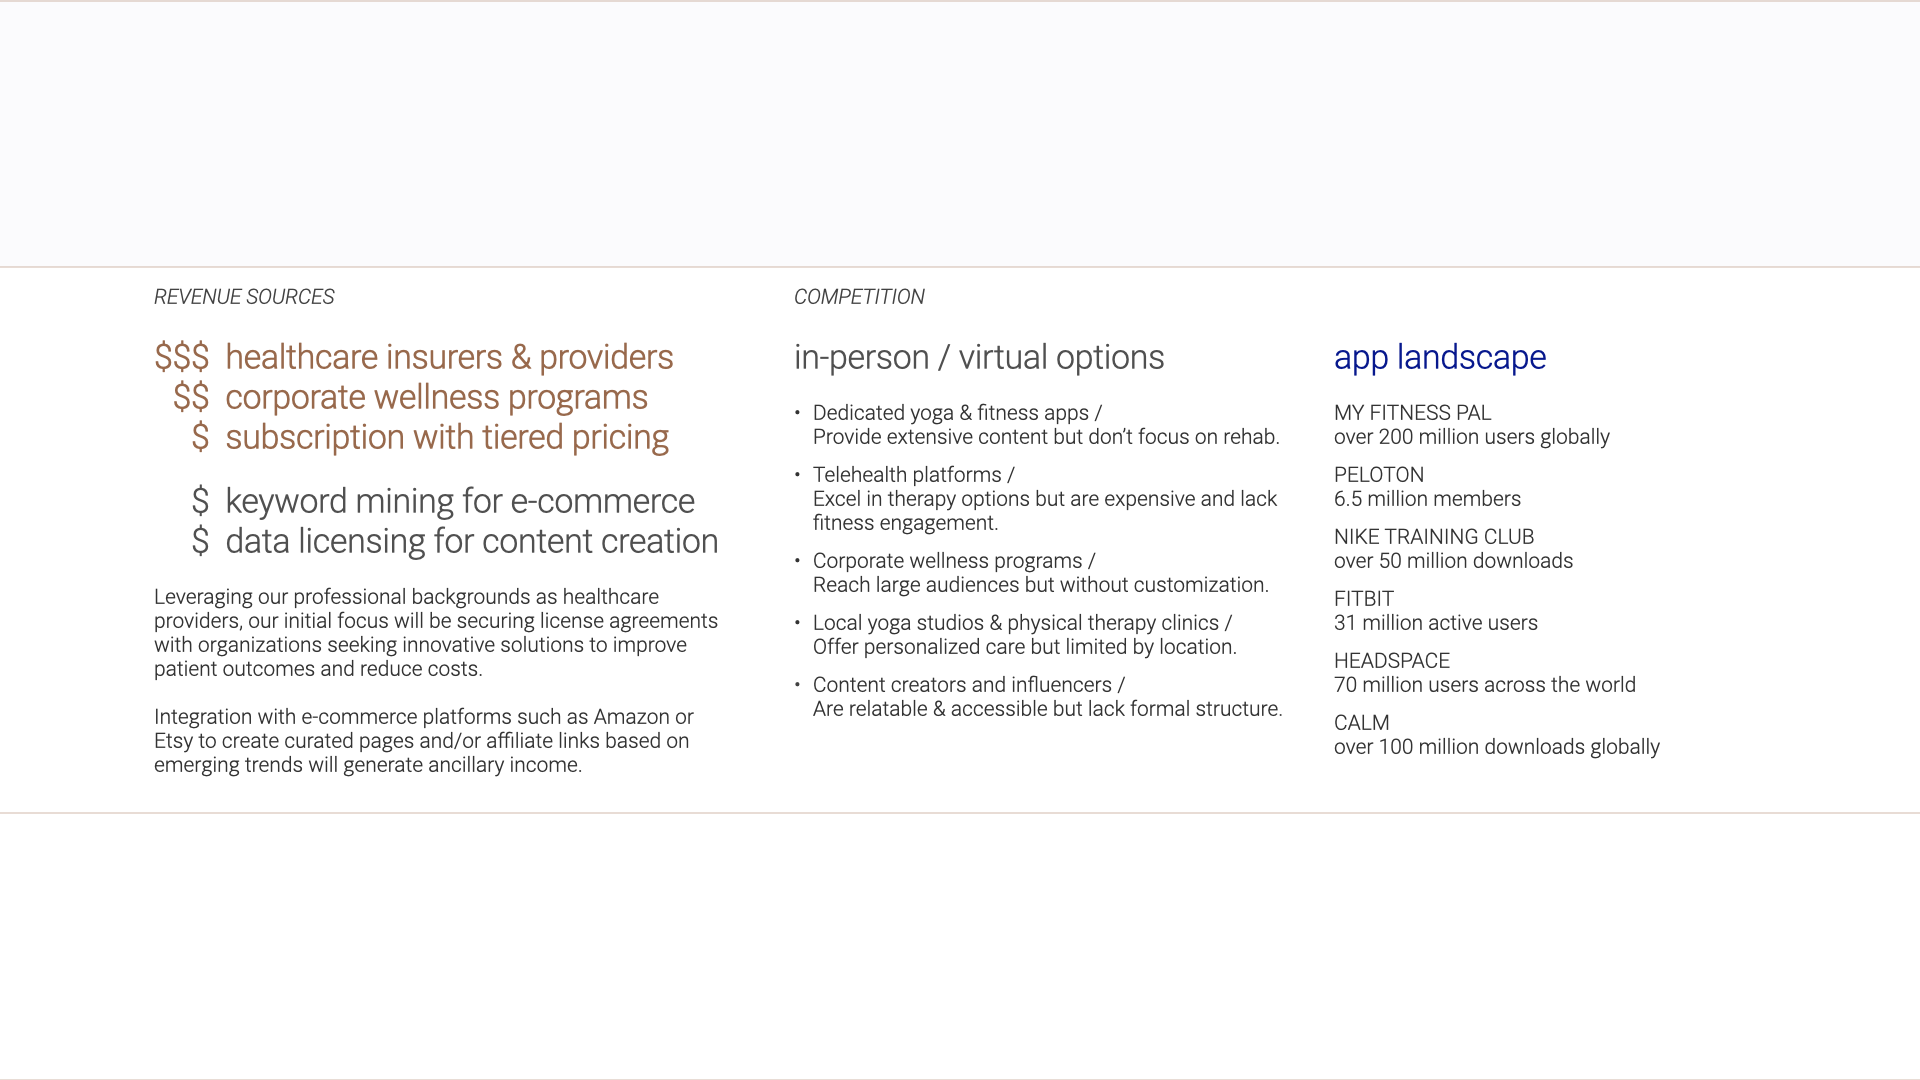 REVENUE SOURCES
$$$ healthcare insurers & providers
$$ corporate wellness programs
$ subscription with tiered pricing
$ keyword mining for e-commerce
$ data licensing for content creation
Leveraging our professional backgrounds as healthcare
providers, our initial focus will be securing license agreements
with organizations seeking innovative solutions to improve
patient outcomes and reduce costs.
Integration with e-commerce platforms such as Amazon or
Etsy to create curated pages and/or affiliate links based on
emerging trends will generate ancillary income.
COMPETITION
in-person / virtual options
• Dedicated yoga & fitness apps /
Provide extensive content but don’t focus on rehab.
• Telehealth platforms /
Excel in therapy options but are expensive and lack
fitness engagement.
• Corporate wellness programs /
Reach large audiences but without customization.
• Local yoga studios & physical therapy clinics /
Offer personalized care but limited by location.
• Content creators and influencers /
Are relatable & accessible but lack formal structure.
app landscape
MY FITNESS PAL
over 200 million users globally
PELOTON
6.5 million members
NIKE TRAINING CLUB
over 50 million downloads
FITBIT
31 million active users
HEADSPACE
70 million users across the world
CALM
over 100 million downloads globally